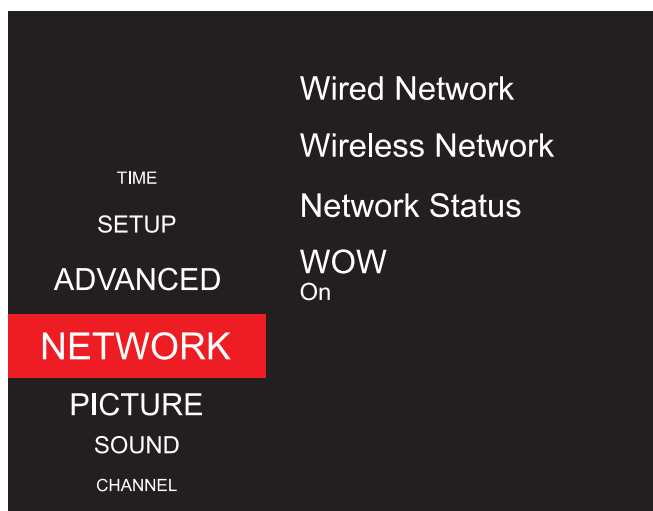 TIME
SETUP
ADVANCED
NETWORK
PICTURE
SOUND
CHANNEL
Wired Network
Wireless Network
Network Status
WOW
On